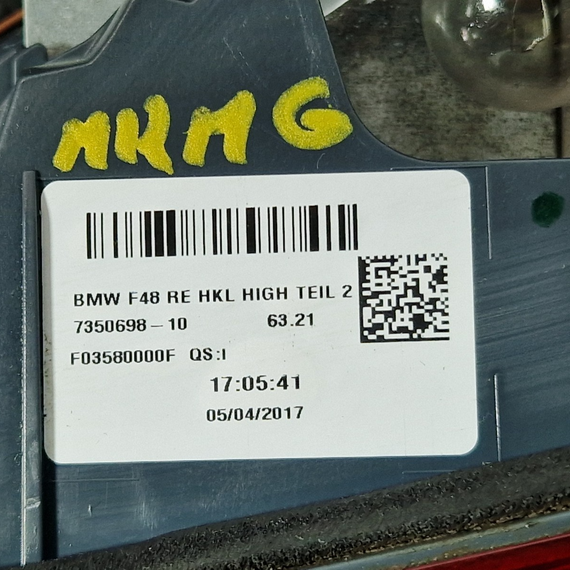 MKMG
BMW F48 RE HKL HIGH TEIL 2
7350698-10 63.21
F03580000F QS:I
17:05:41
05/04/2017